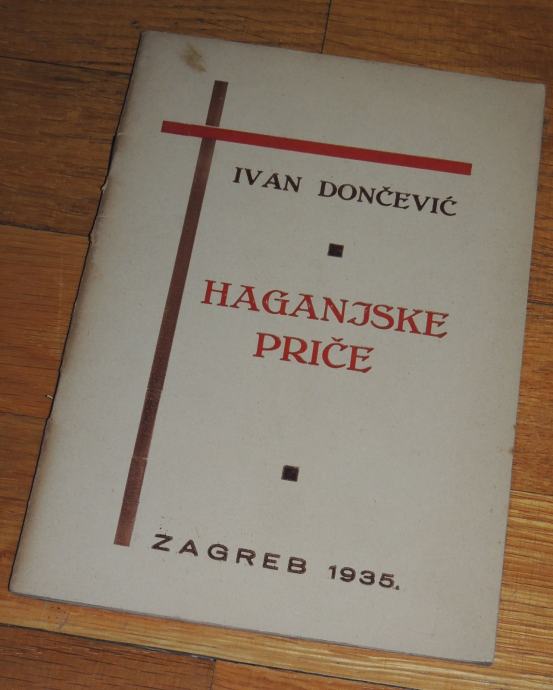 IVAN DONČEVIĆ
HAGANJSKE
PRIČE
ZAGREB 1935.